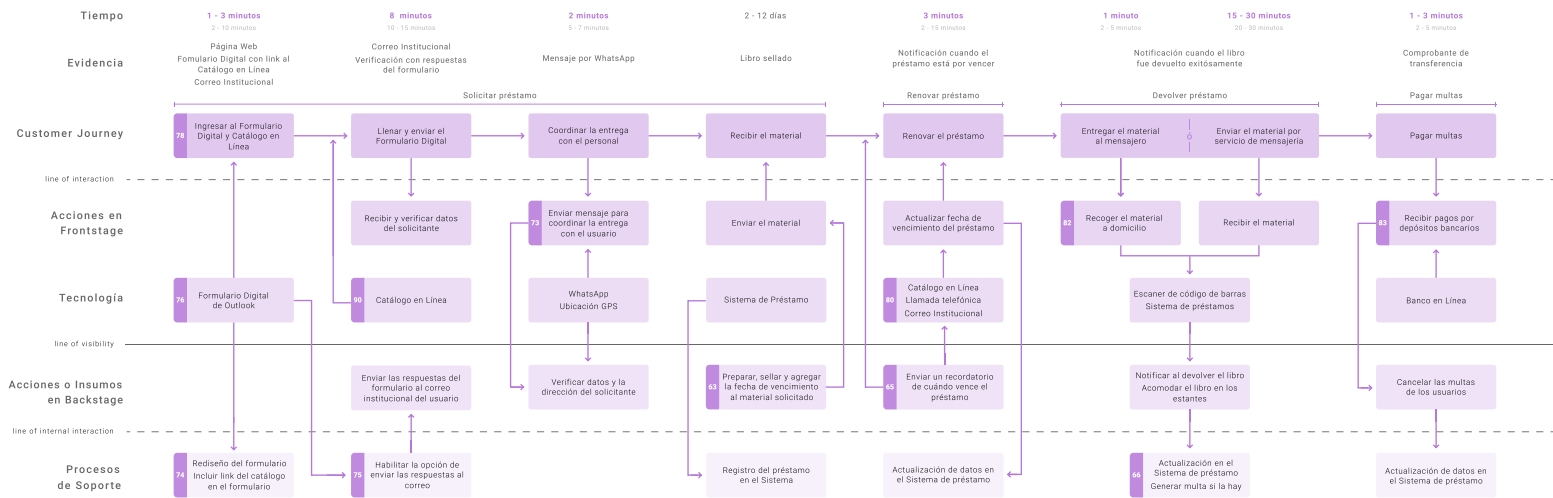 Tiempo
1 - 3 minutos
2 - 10 minutos
8 minutos
10 - 15 minutos
2 minutos
5 - 7 minutos
2 - 12 días
3 minutos
2 - 15 minutos
1 minuto
2 - 5 minutos
15 - 30 minutos
20 - 30 minutos
1 - 3 minutos
2 - 5 minutos
Evidencia
Página Web
Fomulario Digital con link al
Catálogo en Línea
Correo Institucional
Correo Institucional
Verificación con respuestas
del formulario
Mensaje por WhatsApp
Libro sellado
Notificación cuando el
préstamo está por vencer
Notificación cuando el libro
fue devuelto exitósamente
Comprobante de
transferencia
Solicitar préstamo
Renovar préstamo
Devolver préstamo
Pagar multas
Customer Journey
78
Ingresar al Formulario
Digital y Catálogo en
Línea
Llenar y enviar el
Formulario Digital
Coordinar la entrega
con el personal
Recibir el material
Renovar el préstamo
Entregar el material
al mensajero
ó
Enviar el material por
servicio de mensajería
Pagar multas
line of interaction
Acciones en
Frontstage
Recibir y verificar datos
del solicitante
73
Enviar mensaje para
coordinar la entrega
con el usuario
Enviar el material
Actualizar fecha de
vencimiento del préstamo
82
Recoger el material
a domicilio
Recibir el material
83
Recibir pagos por
depósitos bancarios
Tecnología
76
Formulario Digital
de Outlook
90
Catálogo en Línea
WhatsApp
Ubicación GPS
Sistema de Préstamo
80
Catálogo en Línea
Llamada telefónica
Correo Institucional
Escaner de código de barras
Sistema de préstamos
Banco en Línea
line of visibility
Acciones o Insumos
en Backstage
Enviar las respuestas del
formulario al correo
institucional del usuario
Verificar datos y la
dirección del solicitante
63
Preparar, sellar y agregar
la fecha de vencimiento
al material solicitado
65
Enviar un recordatorio
de cuándo vence el
préstamo
Notificar al devolver el libro
Acomodar el libro en los
estantes
Cancelar las multas
de los usuarios
line of internal interaction
Procesos
de Soporte
74
Rediseño del formulario
Incluir link del catálogo
en el formulario
75
Habilitar la opción de
enviar las respuestas al
correo
Registro del préstamo
en el Sistema
Actualización de datos en
el Sistema de préstamo
66
Actualización en el
Sistema de préstamo
Generar multa si la hay
Actualización de datos en
el Sistema de préstamo